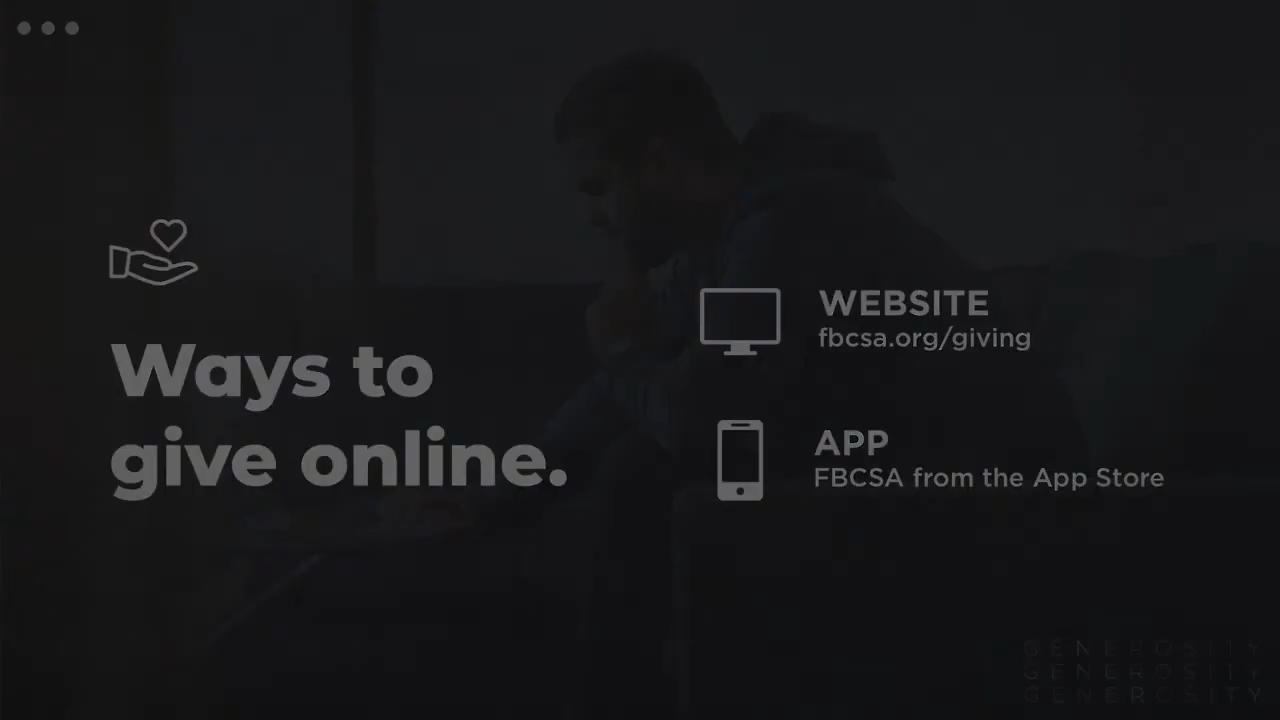 Ways to
give online.
WEBSITE
fbcsa.org/giving
APP
FBCSA from the App Store
GENEROSITY
GENEROSITY
GENEROSITY